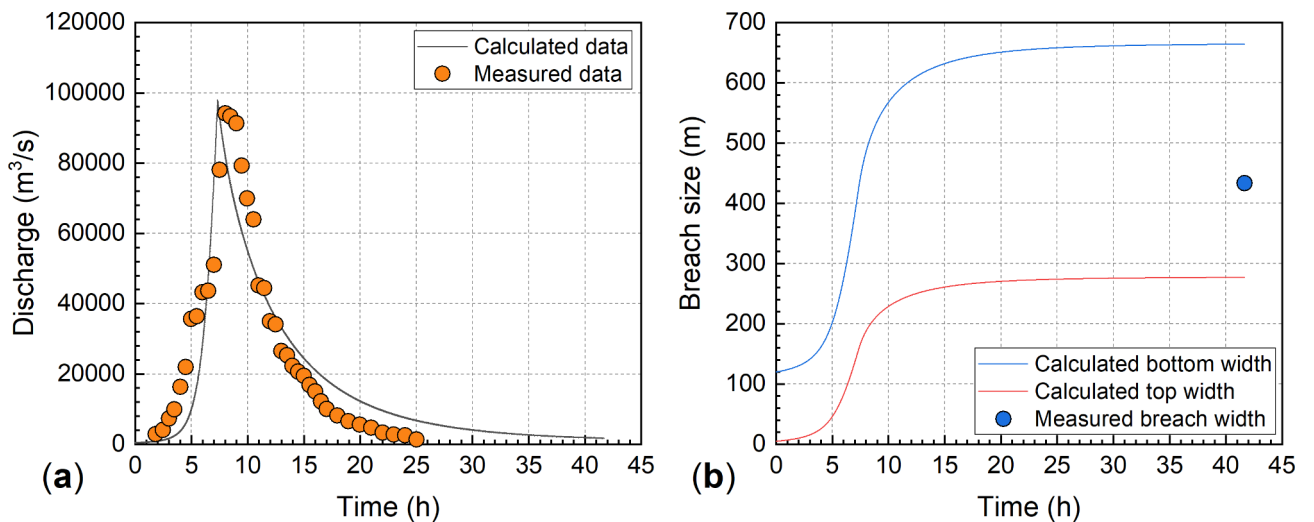 120000
100000
80000
60000
40000
20000
0
Discharge (m³/s)
Calculated data
Measured data
0 5 10 15 20 25 30 35 40 45
Time (h)
(a)
700
600
500
400
300
200
100
0
Breach size (m)
Calculated bottom width
Calculated top width
Measured breach width
0 5 10 15 20 25 30 35 40 45
Time (h)
(b)